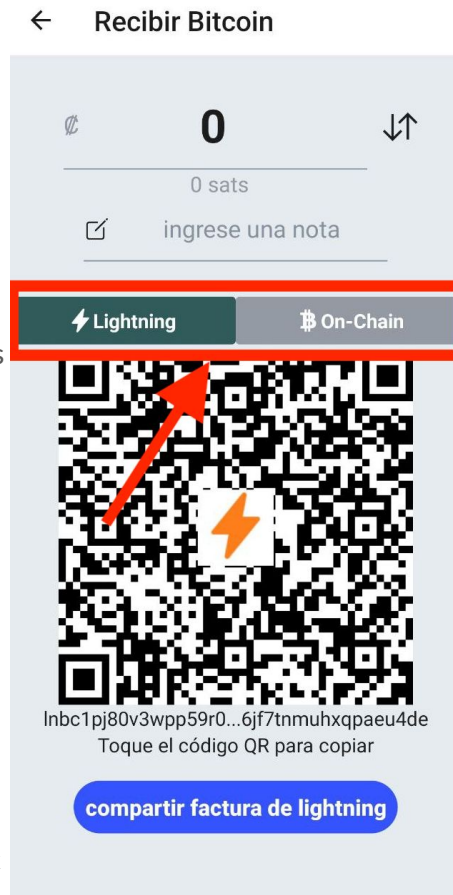 ← Recibir Bitcoin
₡ 0
0 sats
ingrese una nota
Lightning
On-Chain
s
lnbc1pj80v3wpp59r0...6jf7tnmuhxqpaeu4de
Toque el código QR para copiar
compartir factura de lightning